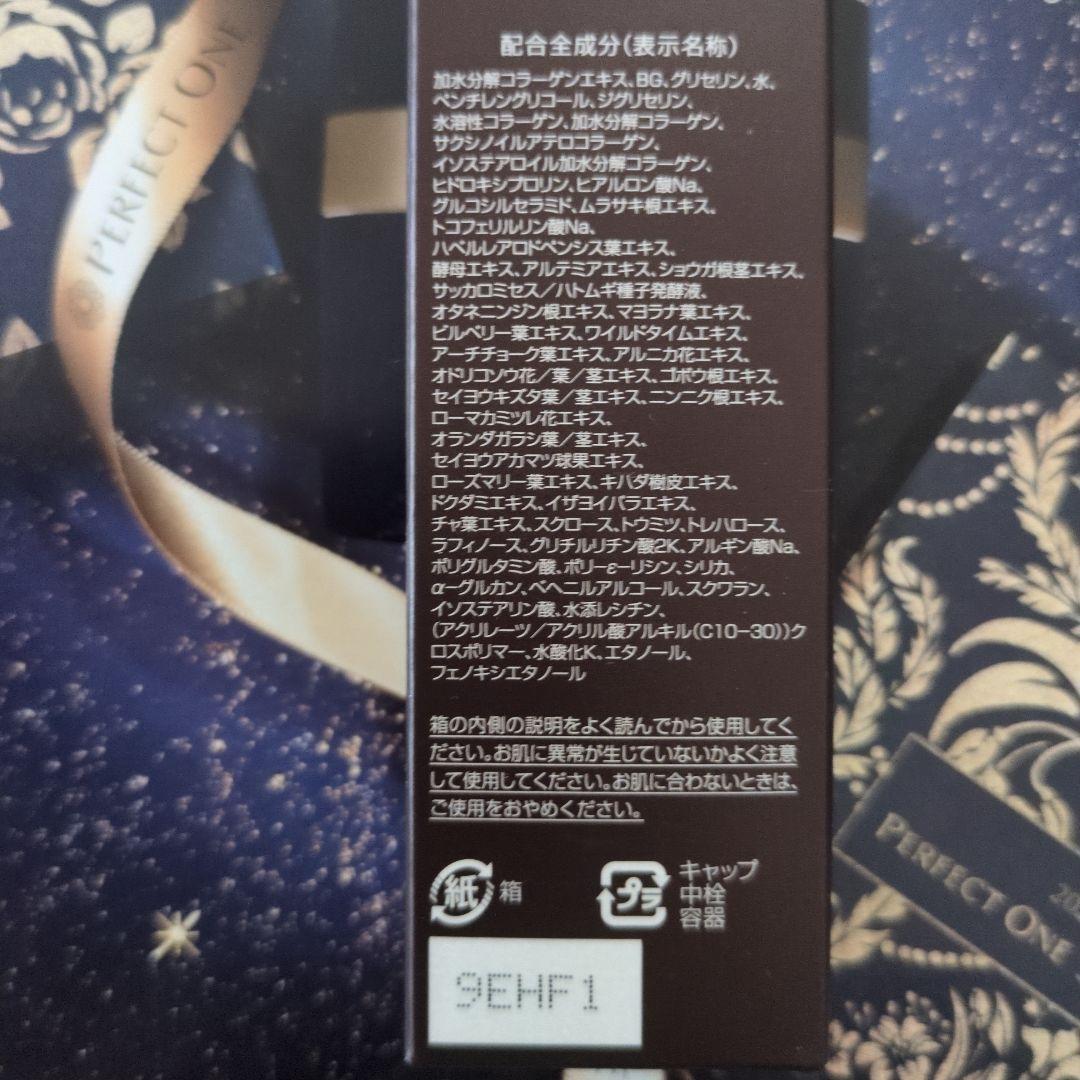 PERFECT ONE
配合全成分(表示名称)
加水分解コラーゲンエキス、BG、グリセリン、水、
ペンチレングリコール、ジグリセリン、
水溶性コラーゲン、加水分解コラーゲン、
サクシノイルアテロコラーゲン、
イソステアロイル加水分解コラーゲン、
ヒドロキシプロリン、ヒアルロン酸Na、
グルコシルセラミド、ムラサキ根エキス、
トコフェリルリン酸Na、
ハベルレアロドペンシス葉エキス、
酵母エキス、アルテミアエキス、ショウガ根茎エキス、
サッカロミセス/ハトムギ種子発酵液、
オタネニンジン根エキス、マヨラナ葉エキス、
ビルベリー葉エキス、ワイルドタイムエキス、
アーチチョーク葉エキス、アルニカ花エキス、
オドリコソウ花/葉/茎エキス、ゴボウ根エキス、
セイヨウキズタ葉/茎エキス、ニンニク根エキス、
ローマカミツレ花エキス、
オランダガラシ葉/茎エキス、
セイヨウアカマツ球果エキス、
ローズマリー葉エキス、キハダ樹皮エキス、
ドクダミエキス、イザヨイバラエキス、
チャ葉エキス、スクロース、トウミツ、トレハロース、
ラフィノース、グリチルリチン酸2K、アルギン酸Na、
ポリグルタミン酸、ポリ-ε-リシン、シリカ、
α-グルカン、ベヘニルアルコール、スクワラン、
イソステアリン酸、水添レシチン、
(アクリレーツ/アクリル酸アルキル(C10-30))ク
ロスポリマー、水酸化K、エタノール、
フェノキシエタノール
箱の内側の説明をよく読んでから使用してく
ださい。お肌に異常が生じていないかよく注意
して使用してください。お肌に合わないときは、
ご使用をおやめください。
紙 箱
プラ キャップ
中栓
容器
9EHF1
PERFECT ONE